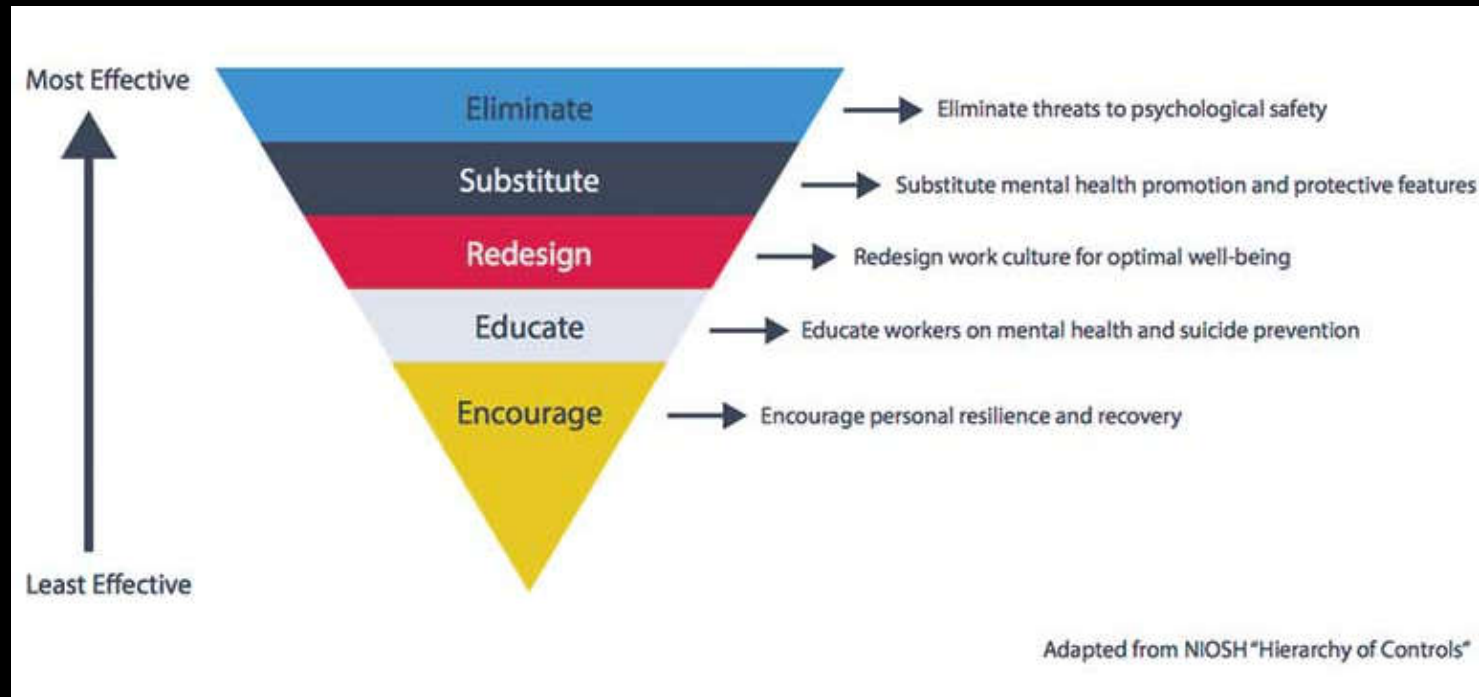 Most Effective
Eliminate
Eliminate threats to psychological safety
Substitute
Substitute mental health promotion and protective features
Redesign
Redesign work culture for optimal well-being
Educate
Educate workers on mental health and suicide prevention
Encourage
Encourage personal resilience and recovery
Least Effective
Adapted from NIOSH "Hierarchy of Controls"